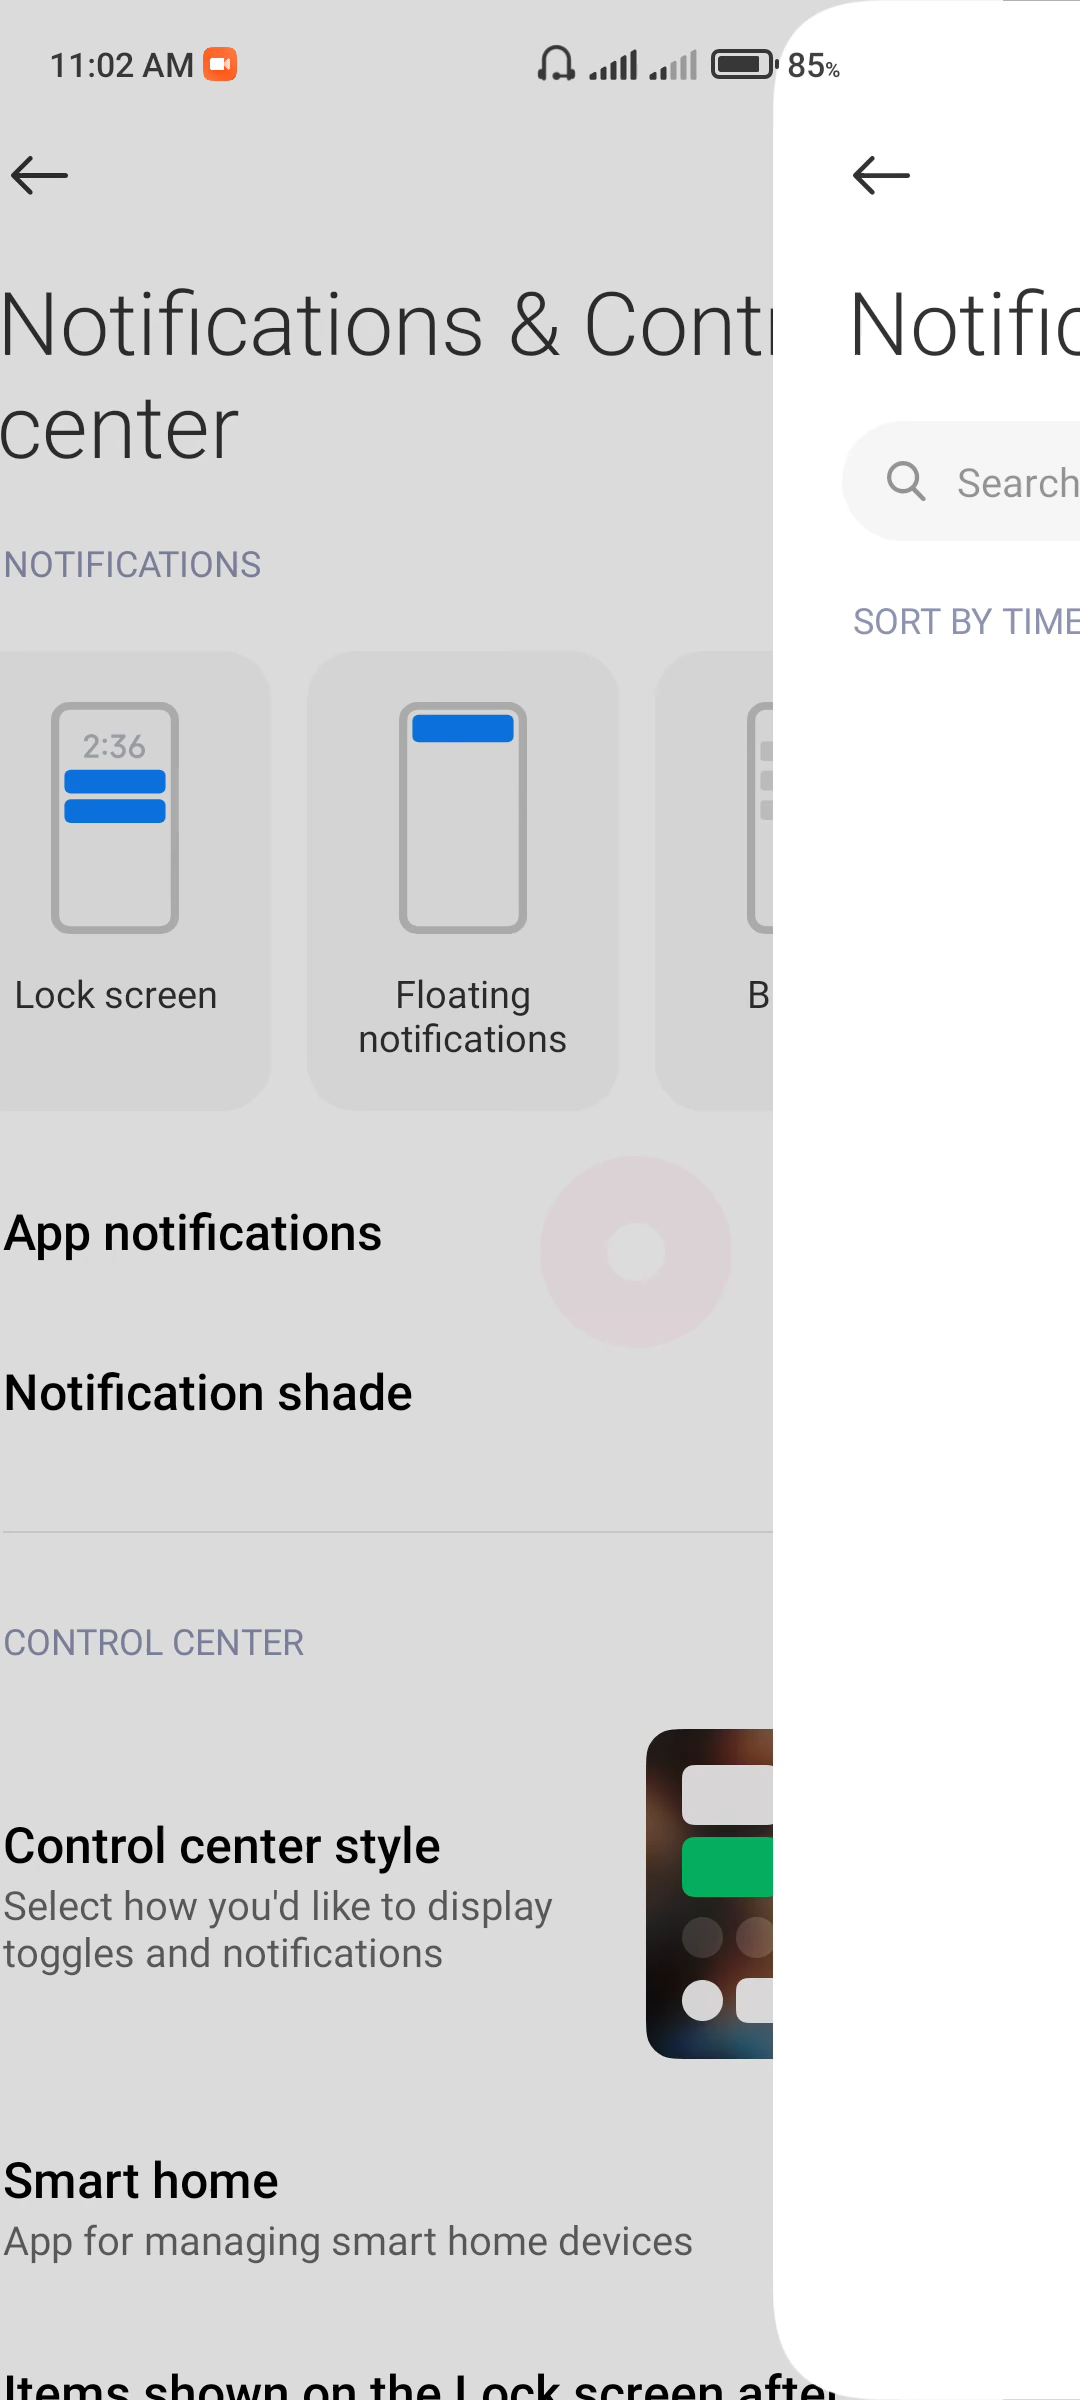 11:02 AM
85%
Notifications & Contr
center
NOTIFICATIONS
2:36
Lock screen
Floating
notifications
B
App notifications
Notification shade
CONTROL CENTER
Control center style
Select how you'd like to display
toggles and notifications
Smart home
App for managing smart home devices
Items shown on the Lock screen after
Notific
Search
SORT BY TIME